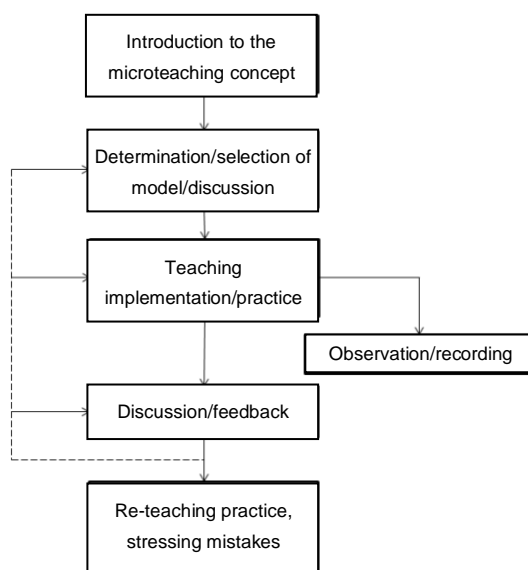 Introduction to the
microteaching concept
Determination/selection of
model/discussion
Teaching
implementation/practice
Observation/recording
Discussion/feedback
Re-teaching practice,
stressing mistakes